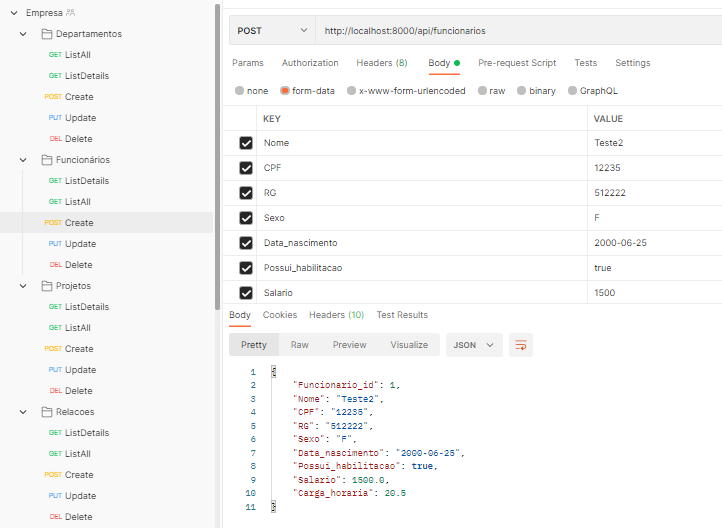 Empresa
Departamentos
GET ListAll
GET ListDetails
POST Create
PUT Update
DEL Delete
Funcionários
GET ListDetails
GET ListAll
POST Create
PUT Update
DEL Delete
Projetos
GET ListDetails
GET ListAll
POST Create
PUT Update
DEL Delete
Relacoes
GET ListDetails
GET ListAll
POST Create
PUT Update
DEL Delete
POST http://localhost:8000/api/funcionarios
Params Authorization Headers (8) Body Pre-request Script Tests Settings
none form-data x-www-form-urlencoded raw binary GraphQL
KEY VALUE
Nome Teste2
CPF 12235
RG 512222
Sexo F
Data_nascimento 2000-06-25
Possui_habilitacao true
Salario 1500
Body Cookies Headers (10) Test Results
Pretty Raw Preview Visualize JSON
1 {
2 "Funcionario_id": 1,
3 "Nome": "Teste2",
4 "CPF": "12235",
5 "RG": "512222",
6 "Sexo": "F",
7 "Data_nascimento": "2000-06-25",
8 "Possui_habilitacao": true,
9 "Salario": 1500.0,
10 "Carga_horaria": 20.5
11 }